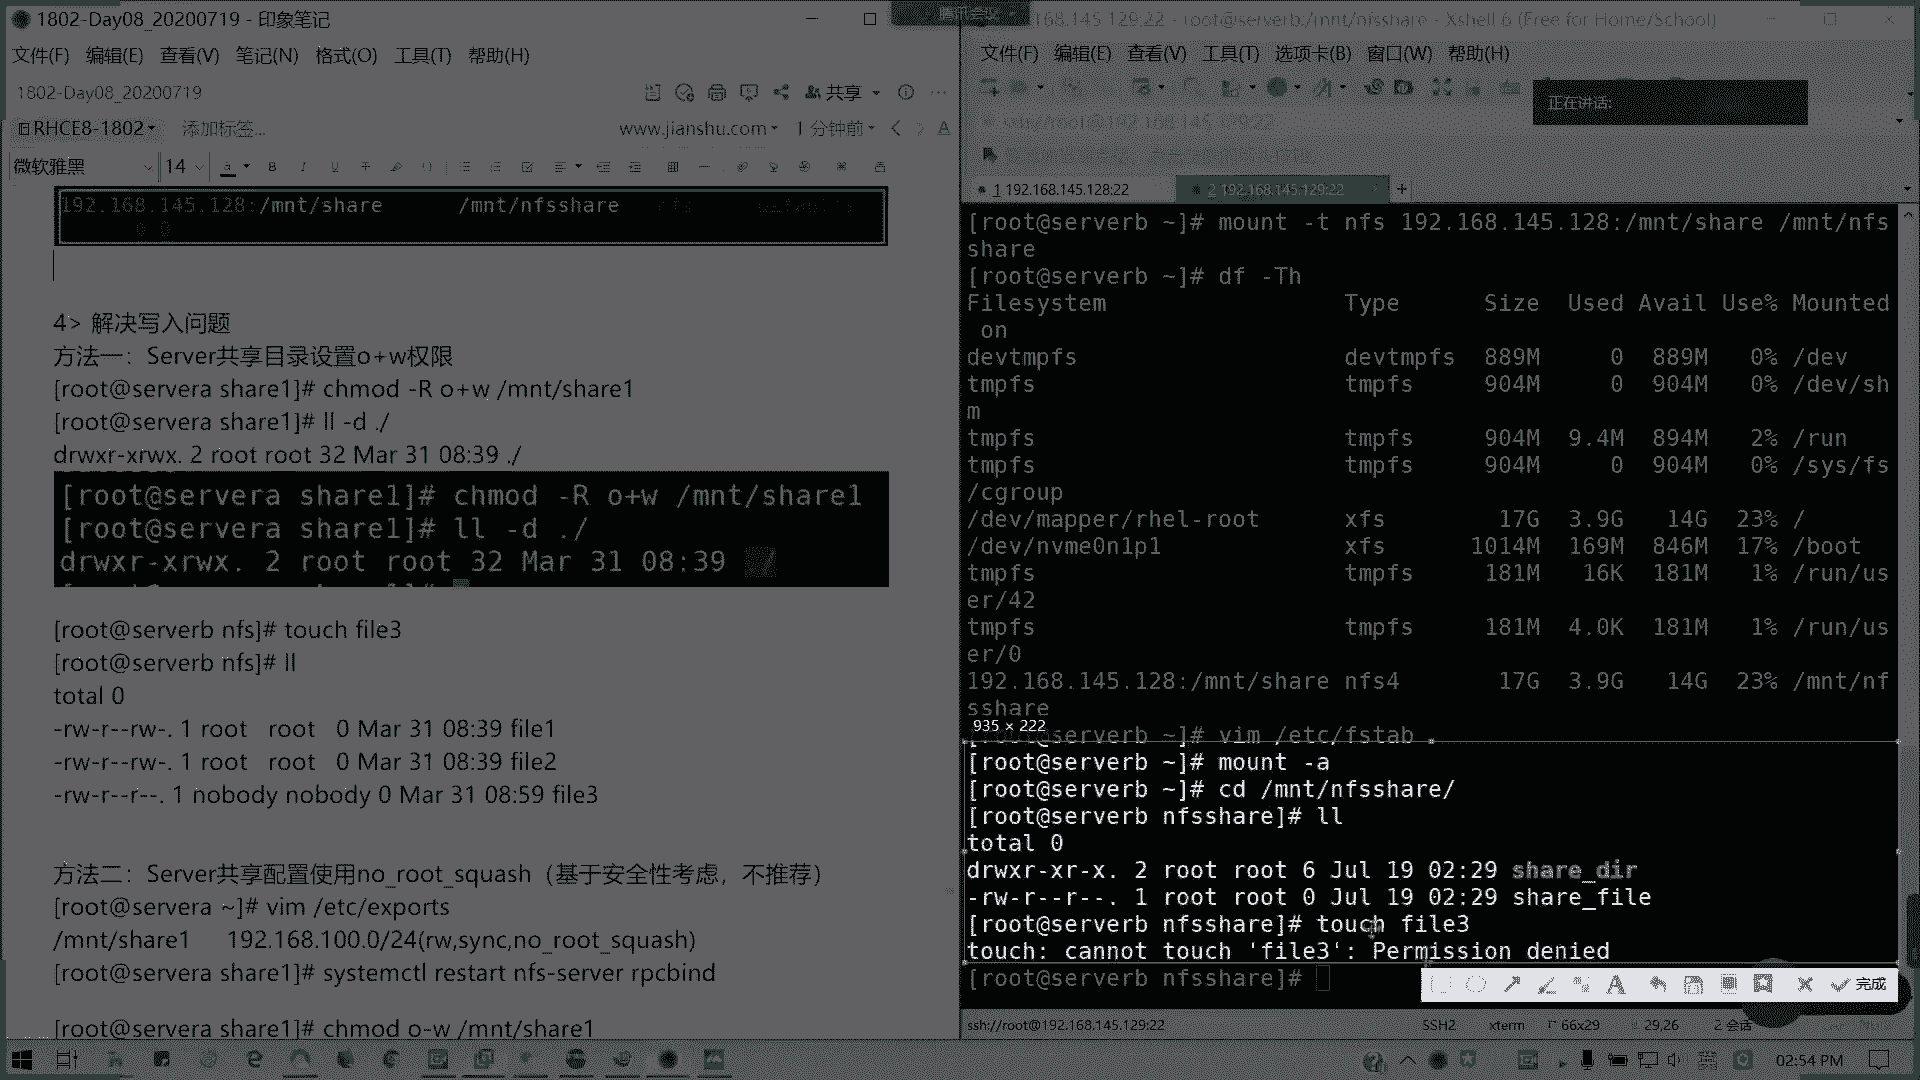 1802-Day08_20200719 - 印象笔记
文件(F) 编辑(E) 查看(V) 笔记(N) 格式(O) 工具(T) 帮助(H)
1802-Day08_20200719
共享
RHCE8-1802
添加标签...
www.jianshu.com
1 分钟前
微软雅黑
14
192.168.145.128:/mnt/share /mnt/nfsshare nfs defaults
0 0
4> 解决写入问题
方法一：Server共享目录设置o+w权限
[root@servera share1]# chmod -R o+w /mnt/share1
[root@servera share1]# ll -d ./
drwxr-xrwx. 2 root root 32 Mar 31 08:39 ./
[root@servera share1]# chmod -R o+w /mnt/share1
[root@servera share1]# ll -d ./
drwxr-xrwx. 2 root root 32 Mar 31 08:39
[root@serverb nfs]# touch file3
[root@serverb nfs]# ll
total 0
-rw-r--rw-. 1 root root 0 Mar 31 08:39 file1
-rw-r--rw-. 1 root root 0 Mar 31 08:39 file2
-rw-r--r--. 1 nobody nobody 0 Mar 31 08:59 file3
方法二：Server共享配置使用no_root_squash（基于安全性考虑，不推荐）
[root@servera ~]# vim /etc/exports
/mnt/share1 192.168.100.0/24(rw,sync,no_root_squash)
[root@servera share1]# systemctl restart nfs-server rpcbind
[root@servera share1]# chmod o-w /mnt/share1
腾讯会议
168.145.129:22 - root@serverb:/mnt/nfsshare - Xshell 6 (Free for Home/School)
文件(F) 编辑(E) 查看(V) 工具(T) 选项卡(B) 窗口(W) 帮助(H)
正在讲话:
ssh://root@192.168.145.129:22
1 192.168.145.128:22
2 192.168.145.129:22
[root@serverb ~]# mount -t nfs 192.168.145.128:/mnt/share /mnt/nfs
share
[root@serverb ~]# df -Th
Filesystem Type Size Used Avail Use% Mounted
on
devtmpfs devtmpfs 889M 0 889M 0% /dev
tmpfs tmpfs 904M 0 904M 0% /dev/sh
m
tmpfs tmpfs 904M 9.4M 894M 2% /run
tmpfs tmpfs 904M 0 904M 0% /sys/fs
/cgroup
/dev/mapper/rhel-root xfs 17G 3.9G 14G 23% /
/dev/nvme0n1p1 xfs 1014M 169M 846M 17% /boot
tmpfs tmpfs 181M 16K 181M 1% /run/us
er/42
tmpfs tmpfs 181M 4.0K 181M 1% /run/us
er/0
192.168.145.128:/mnt/share nfs4 17G 3.9G 14G 23% /mnt/nf
sshare
935 × 222
[root@serverb ~]# vim /etc/fstab
[root@serverb ~]# mount -a
[root@serverb ~]# cd /mnt/nfsshare/
[root@serverb nfsshare]# ll
total 0
drwxr-xr-x. 2 root root 6 Jul 19 02:29 share_dir
-rw-r--r--. 1 root root 0 Jul 19 02:29 share_file
[root@serverb nfsshare]# touch file3
touch: cannot touch 'file3': Permission denied
[root@serverb nfsshare]#
完成
ssh://root@192.168.145.129:22
SSH2
xterm
66x29
29,26
2 会话
02:54 PM